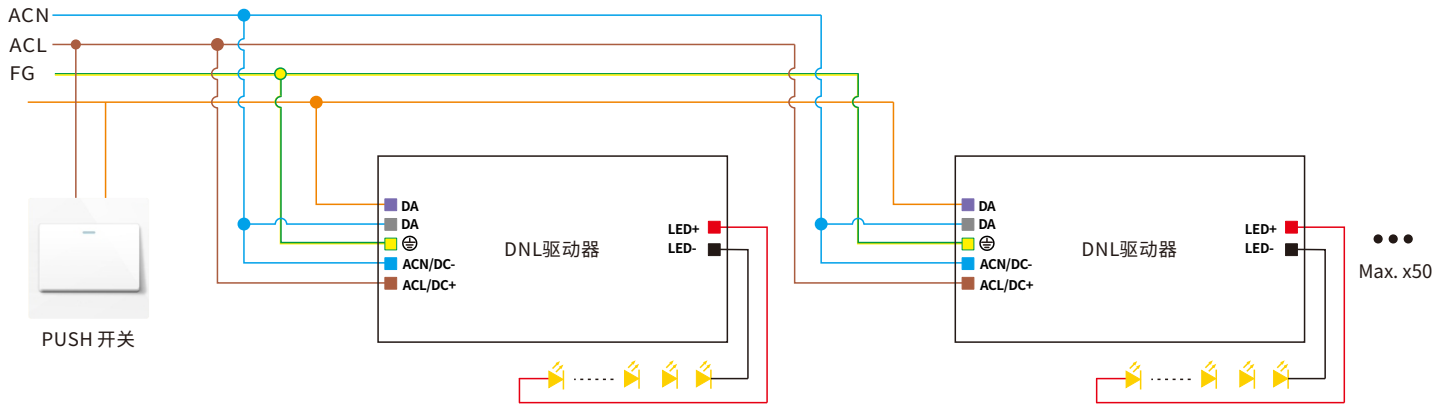 ACN
ACL
FG
PUSH 开关
DA
DA
ACN/DC-
ACL/DC+
DNL驱动器
LED+
LED-
DA
DA
ACN/DC-
ACL/DC+
DNL驱动器
LED+
LED-
Max. x50